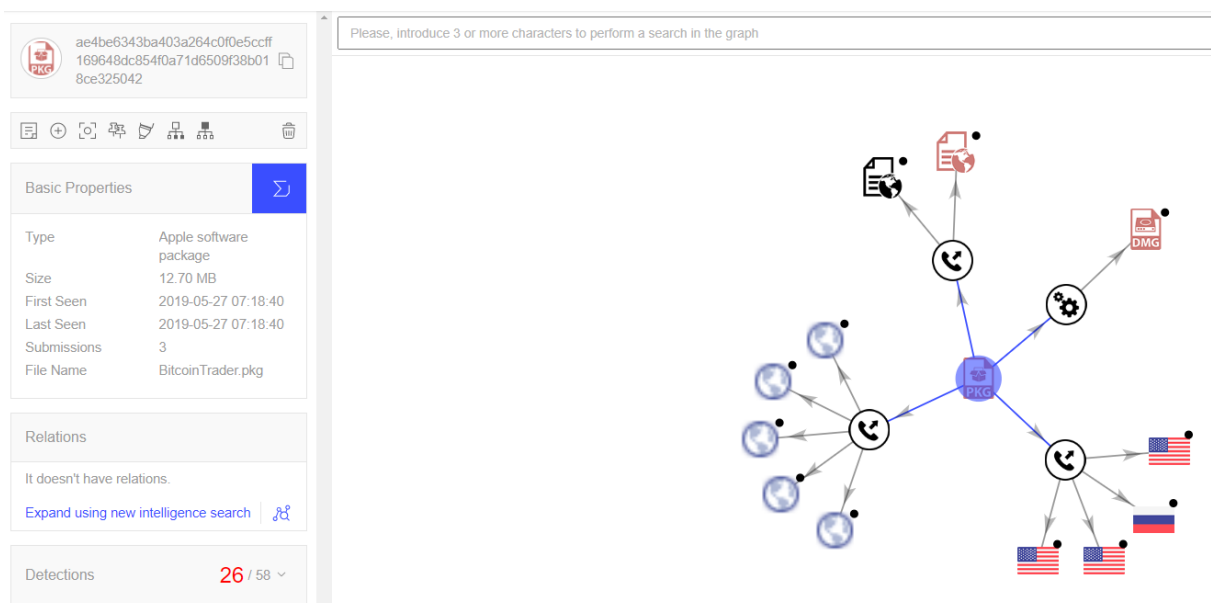 ae4be6343ba403a264c0f0e5ccff
169648dc854f0a71d6509f38b01
8ce325042
PKG
Please, introduce 3 or more characters to perform a search in the graph
Basic Properties
Type Apple software
package
Size 12.70 MB
First Seen 2019-05-27 07:18:40
Last Seen 2019-05-27 07:18:40
Submissions 3
File Name BitcoinTrader.pkg
Relations
It doesn't have relations.
Expand using new intelligence search
Detections 26 / 58
DMG
PKG